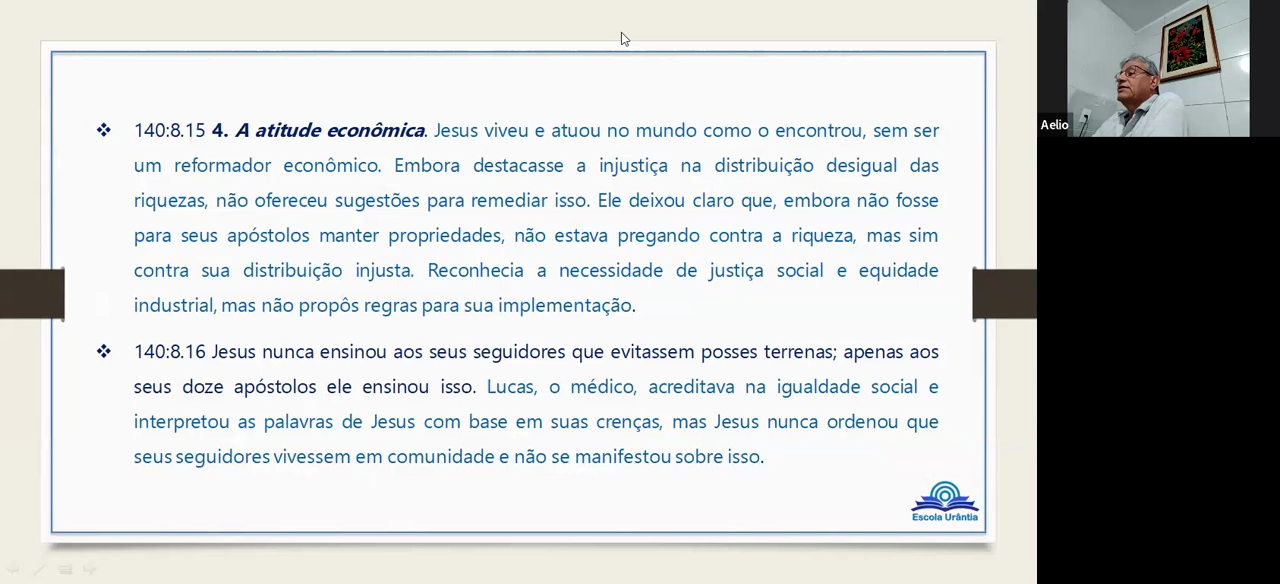 140:8.15 4. A atitude econômica. Jesus viveu e atuou no mundo como o encontrou, sem ser
um reformador econômico. Embora destacasse a injustiça na distribuição desigual das
riquezas, não ofereceu sugestões para remediar isso. Ele deixou claro que, embora não fosse
para seus apóstolos manter propriedades, não estava pregando contra a riqueza, mas sim
contra sua distribuição injusta. Reconhecia a necessidade de justiça social e equidade
industrial, mas não propôs regras para sua implementação.
140:8.16 Jesus nunca ensinou aos seus seguidores que evitassem posses terrenas; apenas aos
seus doze apóstolos ele ensinou isso. Lucas, o médico, acreditava na igualdade social e
interpretou as palavras de Jesus com base em suas crenças, mas Jesus nunca ordenou que
seus seguidores vivessem em comunidade e não se manifestou sobre isso.
Escola Urântia
Aelio